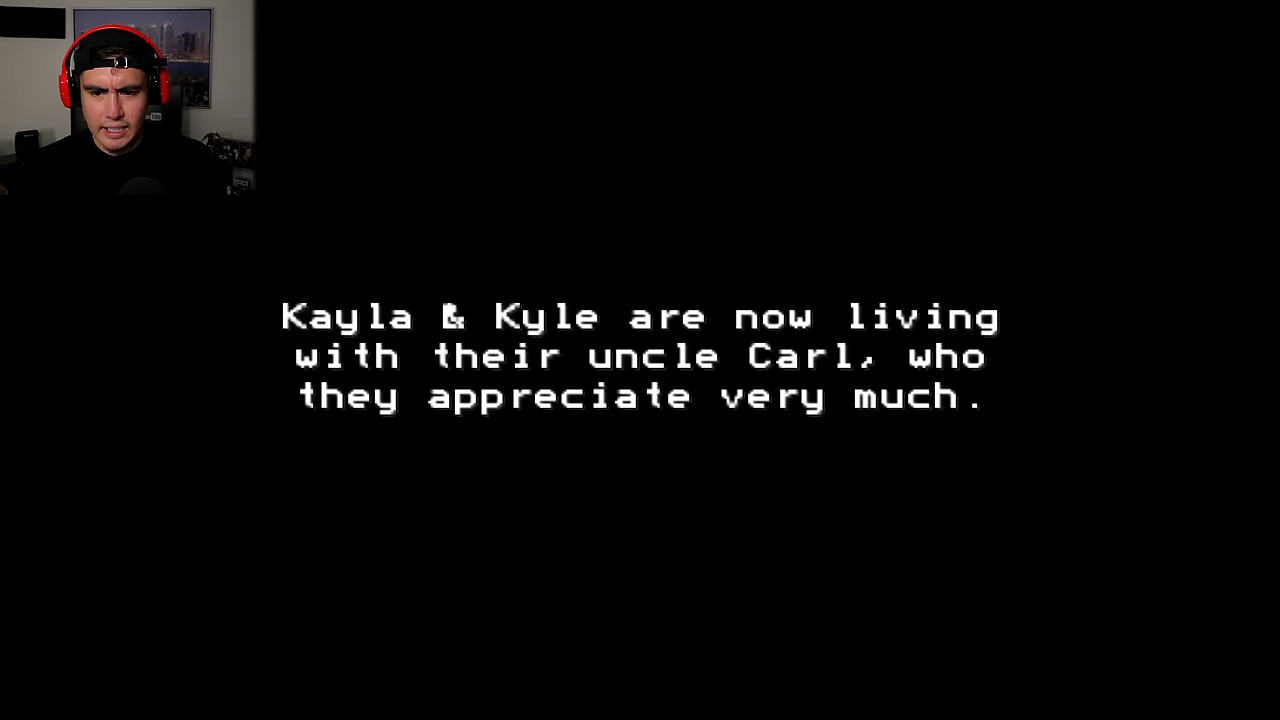 Kayla & Kyle are now living
with their uncle Carl, who
they appreciate very much.